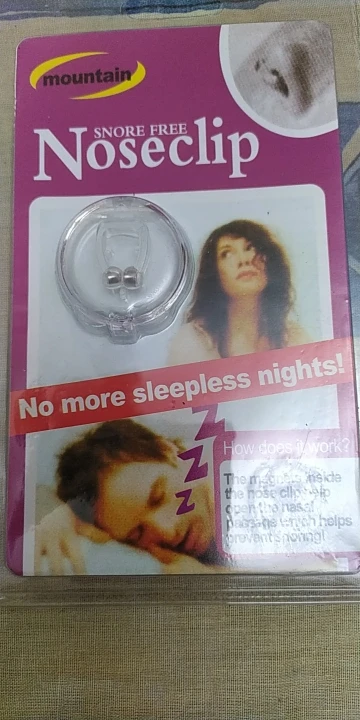 mountain
SNORE FREE
Noseclip
No more sleepless nights!
Z
Z
Z
How does it work?
The magnets inside
the nose clip help
open the nasal
passage which helps
prevent snoring!